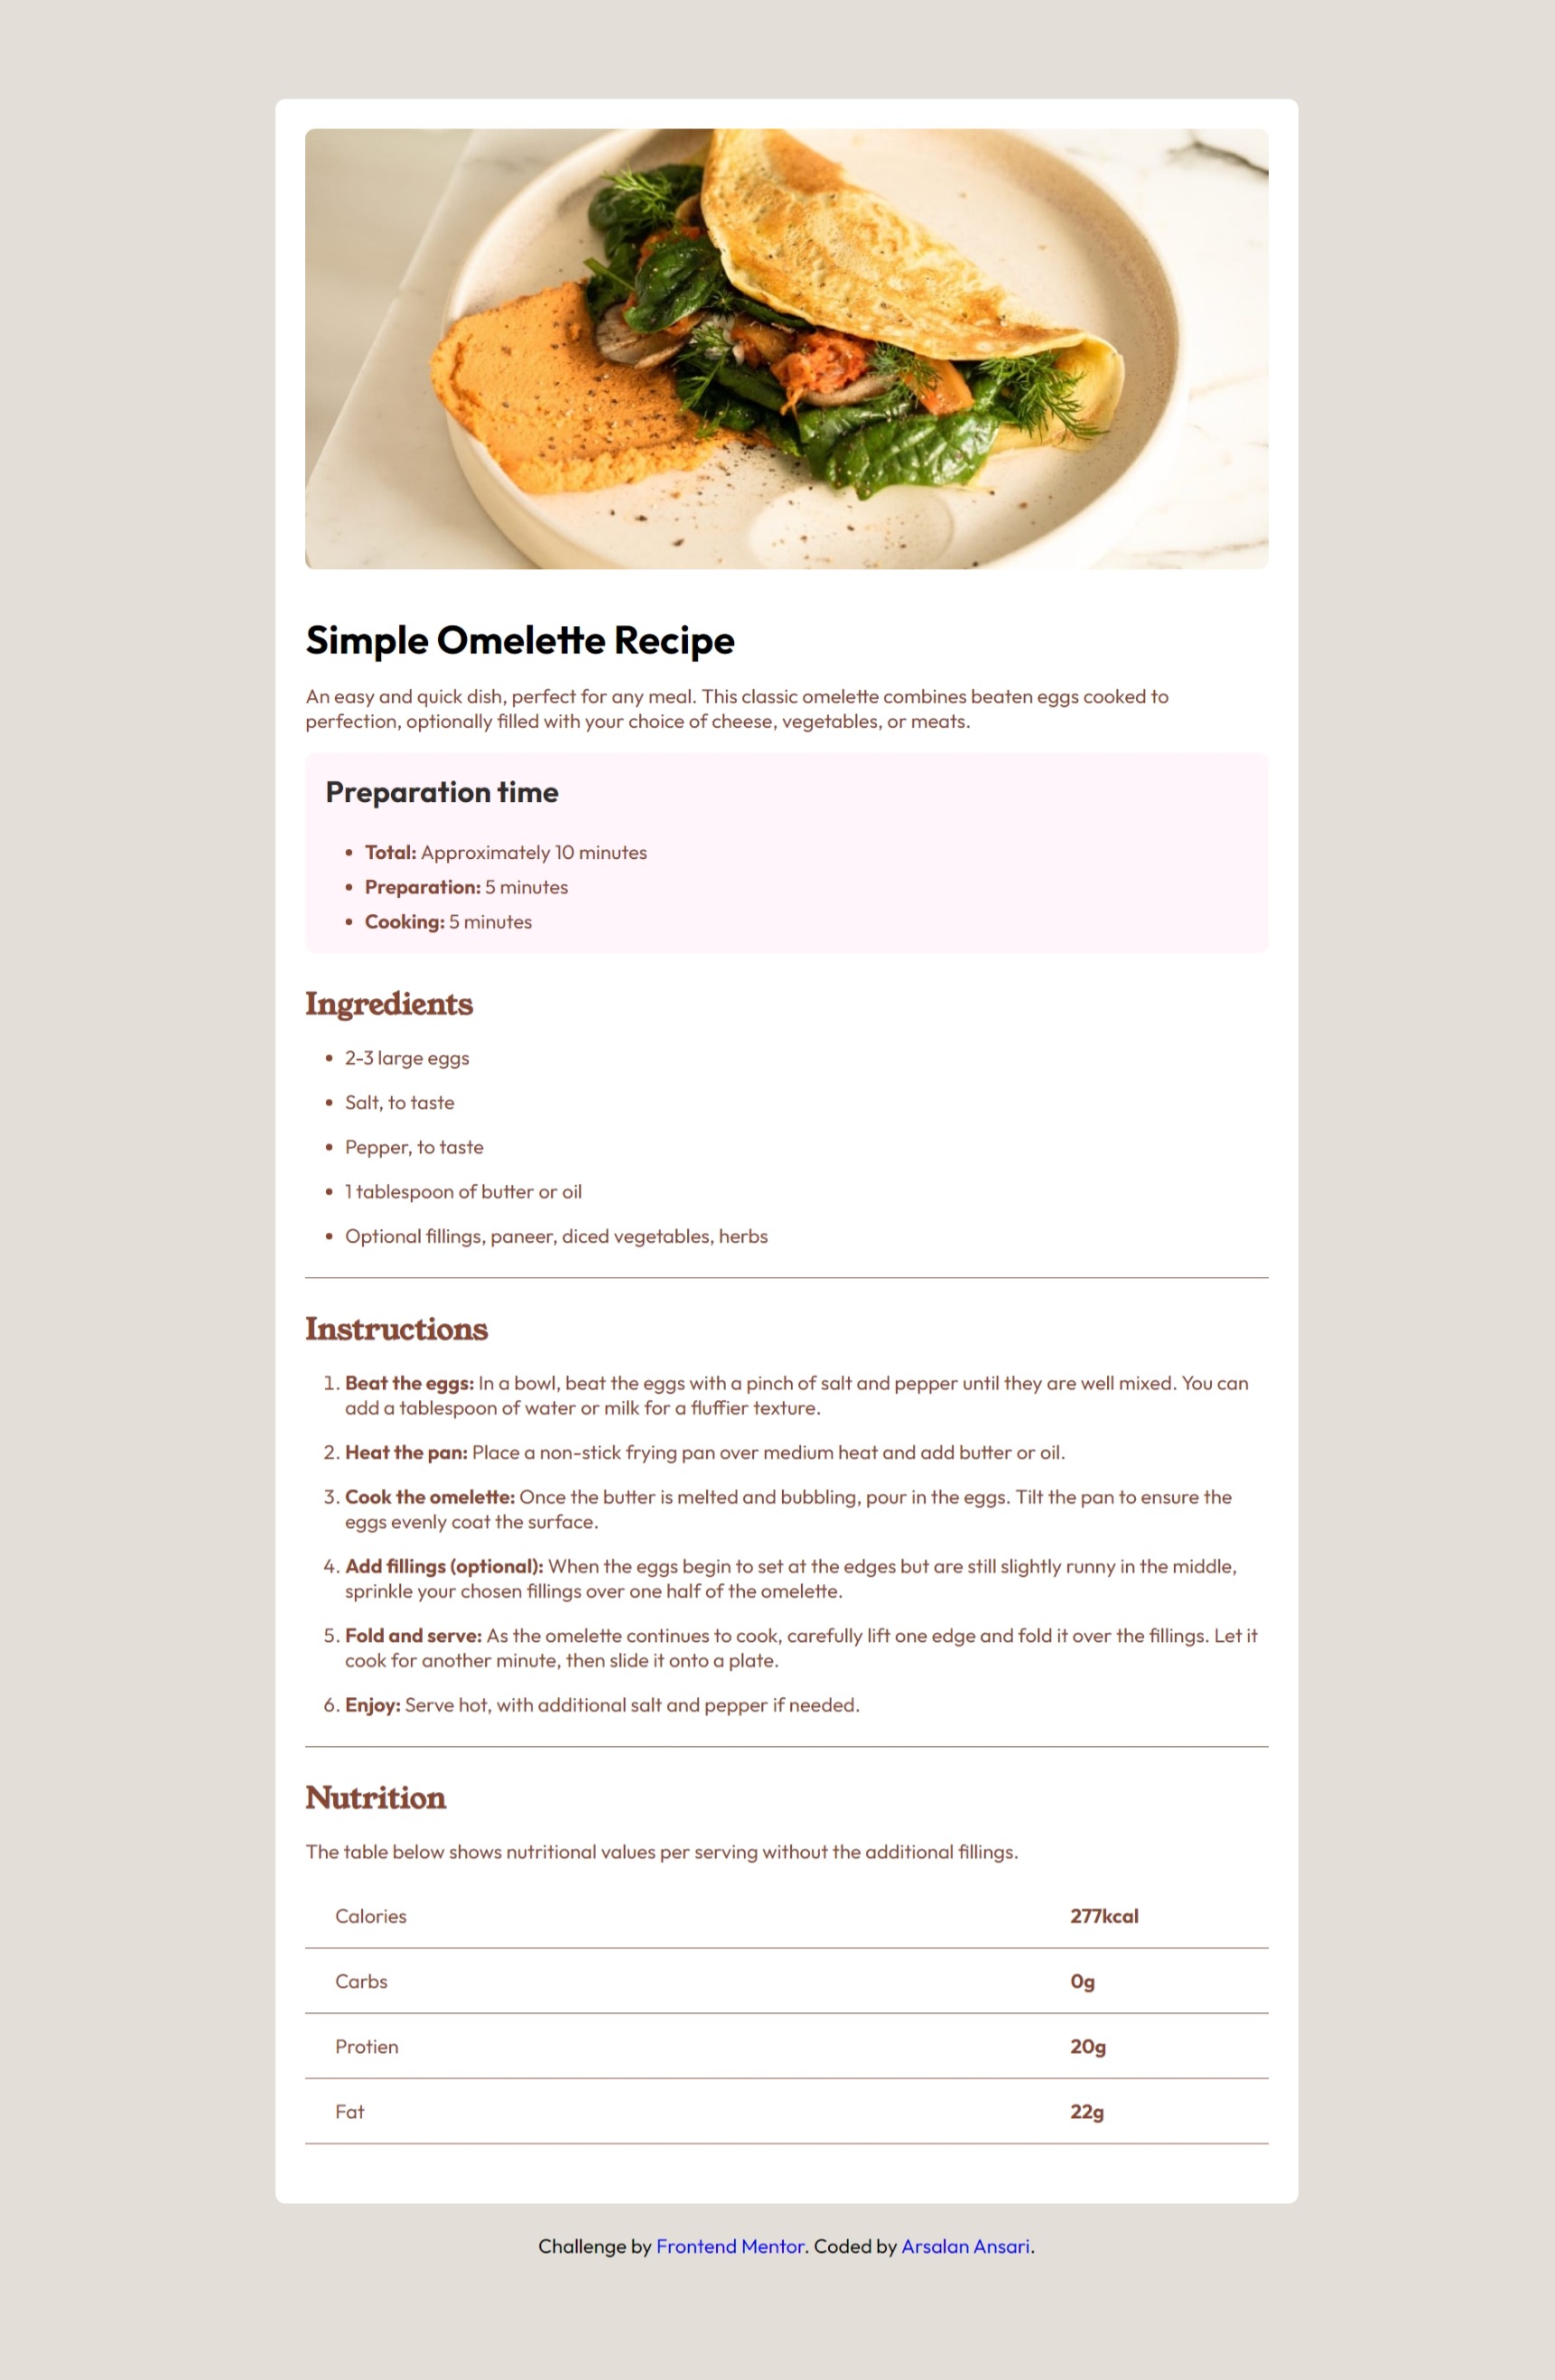 Simple Omelette Recipe
An easy and quick dish, perfect for any meal. This classic omelette combines beaten eggs cooked to
perfection, optionally filled with your choice of cheese, vegetables, or meats.
Preparation time
• Total: Approximately 10 minutes
• Preparation: 5 minutes
• Cooking: 5 minutes
Ingredients
• 2-3 large eggs
• Salt, to taste
• Pepper, to taste
• 1 tablespoon of butter or oil
• Optional fillings, paneer, diced vegetables, herbs
Instructions
1. Beat the eggs: In a bowl, beat the eggs with a pinch of salt and pepper until they are well mixed. You can
add a tablespoon of water or milk for a fluffier texture.
2. Heat the pan: Place a non-stick frying pan over medium heat and add butter or oil.
3. Cook the omelette: Once the butter is melted and bubbling, pour in the eggs. Tilt the pan to ensure the
eggs evenly coat the surface.
4. Add fillings (optional): When the eggs begin to set at the edges but are still slightly runny in the middle,
sprinkle your chosen fillings over one half of the omelette.
5. Fold and serve: As the omelette continues to cook, carefully lift one edge and fold it over the fillings. Let it
cook for another minute, then slide it onto a plate.
6. Enjoy: Serve hot, with additional salt and pepper if needed.
Nutrition
The table below shows nutritional values per serving without the additional fillings.
Calories 277kcal
Carbs 0g
Protien 20g
Fat 22g
Challenge by Frontend Mentor. Coded by Arsalan Ansari.